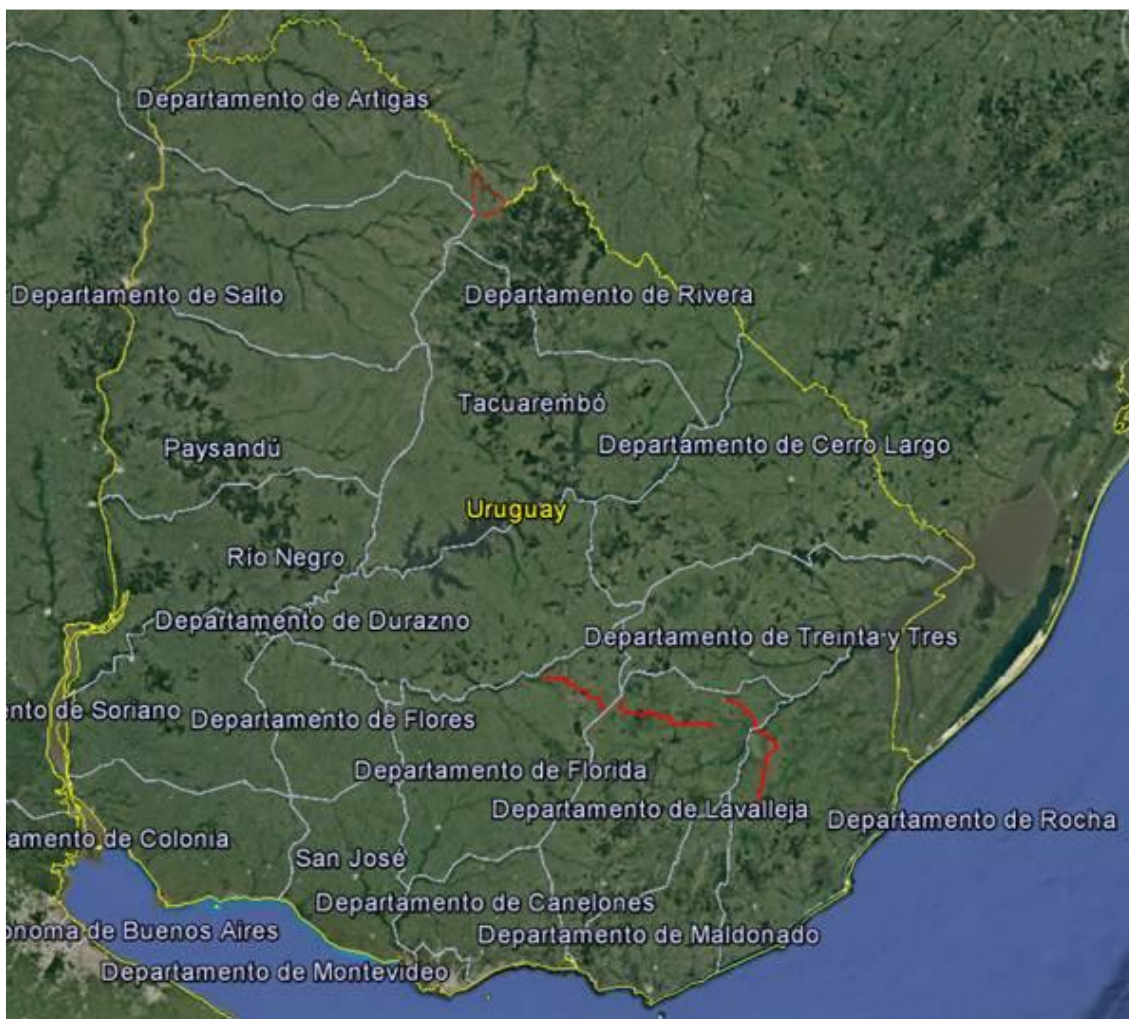 Departamento de Artigas
Departamento de Salto
Departamento de Rivera
Tacuarembó
Departamento de Cerro Largo
Paysandú
Uruguay
Río Negro
Departamento de Durazno
Departamento de Treinta y Tres
ento de Soriano
Departamento de Flores
Departamento de Florida
Departamento de Lavalleja
Departamento de Rocha
amento de Colonia
San José
Departamento de Canelones
onoma de Buenos Aires
Departamento de Maldonado
Departamento de Montevideo